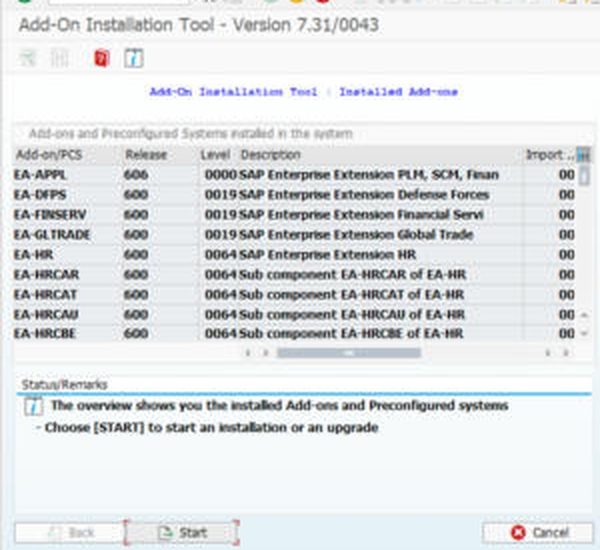 Add-On Installation Tool - Version 7.31/0043
Add-On Installation Tool : Installed Add-ons
Add-ons and Preconfigured Systems installed in the system
Add-on/PCS Release Level Description Import ..
EA-APPL 606 0000 SAP Enterprise Extension PLM, SCM, Finan 00
EA-DFPS 600 0019 SAP Enterprise Extension Defense Forces 00
EA-FINSERV 600 0019 SAP Enterprise Extension Financial Servi 00
EA-GLTRADE 600 0019 SAP Enterprise Extension Global Trade 00
EA-HR 600 0064 SAP Enterprise Extension HR 00
EA-HRCAR 600 0064 Sub component EA-HRCAR of EA-HR 00
EA-HRCAT 600 0064 Sub component EA-HRCAT of EA-HR 00
EA-HRCAU 600 0064 Sub component EA-HRCAU of EA-HR 00
EA-HRCBE 600 0064 Sub component EA-HRCBE of EA-HR 00
Status/Remarks
The overview shows you the installed Add-ons and Preconfigured systems
- Choose [START] to start an installation or an upgrade
Back Start Cancel